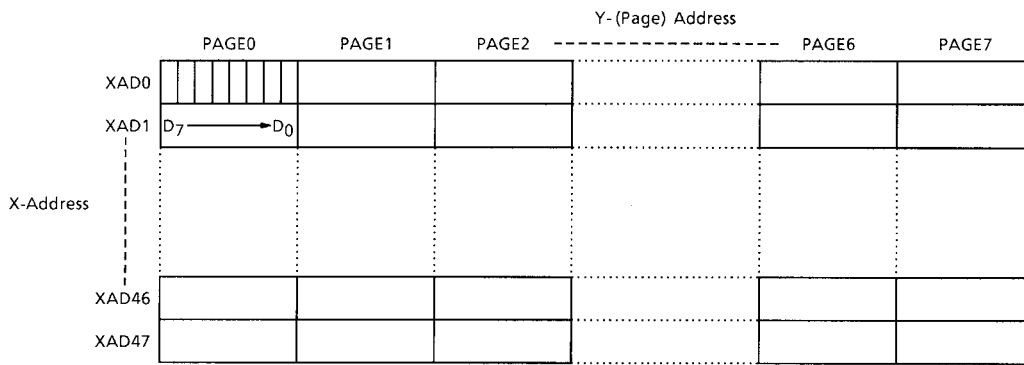 Y-(Page) Address
PAGE0 PAGE1 PAGE2 PAGE6 PAGE7
XAD0
XAD1 D7 D0
X-Address
XAD46
XAD47